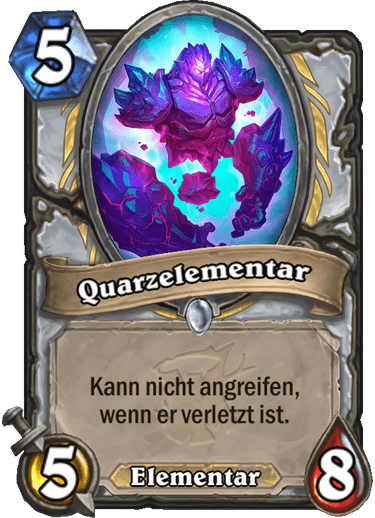 5
Quarzelementar
Kann nicht angreifen,
wenn er verletzt ist.
5
Elementar
8